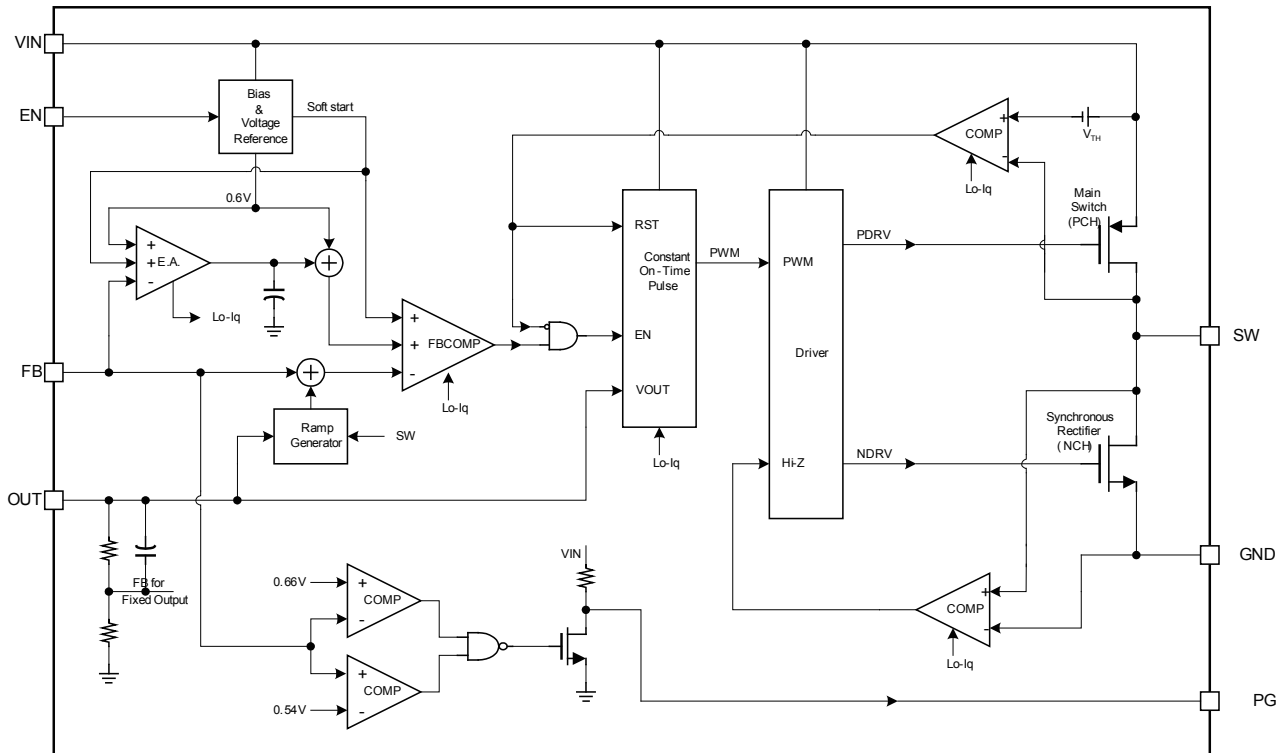 VIN
EN
Bias
&
Voltage
Reference
Soft start
0.6V
+
+
-
E.A.
Lo-Iq
+
+
FB
+
+
-
FBCOMP
Lo-Iq
Ramp
Generator
SW
OUT
FB for
Fixed Output
RST
Constant
On-Time
Pulse
EN
VOUT
Lo-Iq
PWM
PWM
Driver
Hi-Z
PDRV
NDRV
COMP
+
-
VTH
Lo-Iq
Main
Switch
(PCH)
SW
Synchronous
Rectifier
(NCH)
GND
COMP
+
-
Lo-Iq
0.66V
+
-
COMP
+
-
COMP
0.54V
VIN
PG